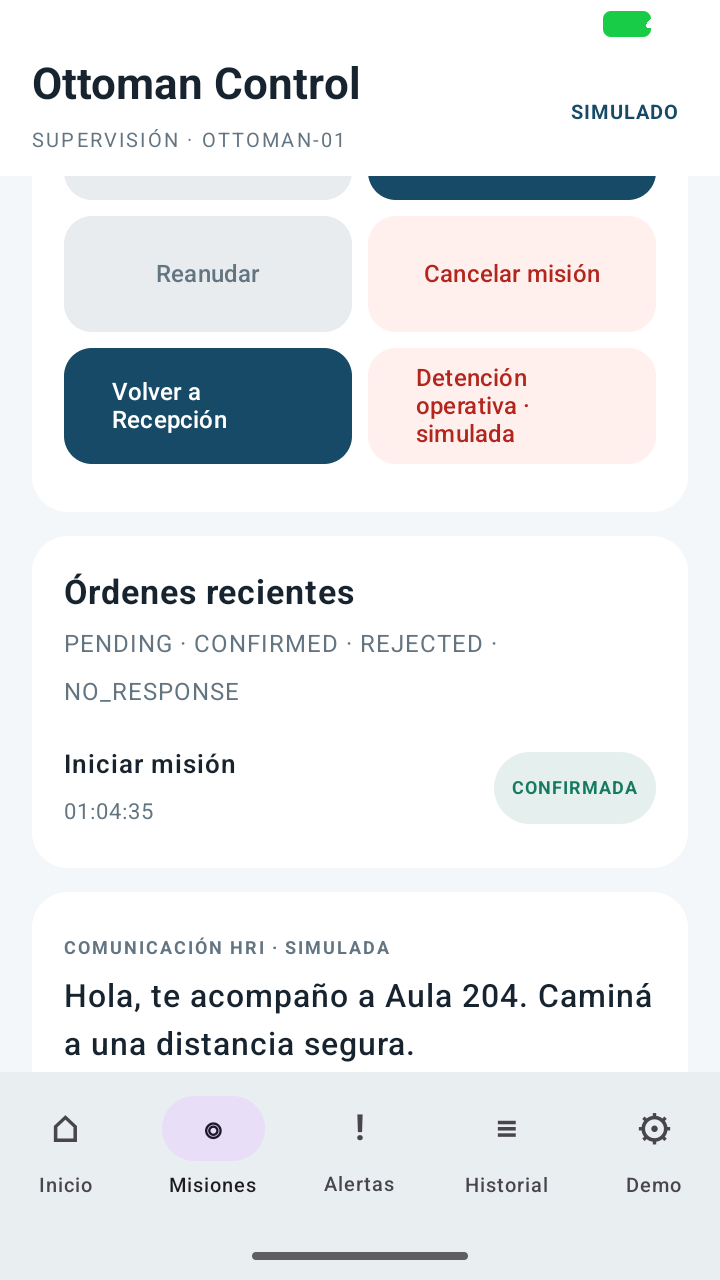 Ottoman Control
SUPERVISIÓN · OTTOMAN-01
SIMULADO
Reanudar
Cancelar misión
Volver a
Recepción
Detención
operativa ·
simulada
Órdenes recientes
PENDING · CONFIRMED · REJECTED ·
NO_RESPONSE
Iniciar misión
01:04:35
CONFIRMADA
COMUNICACIÓN HRI · SIMULADA
Hola, te acompaño a Aula 204. Caminá
a una distancia segura.
Inicio
Misiones
Alertas
Historial
Demo